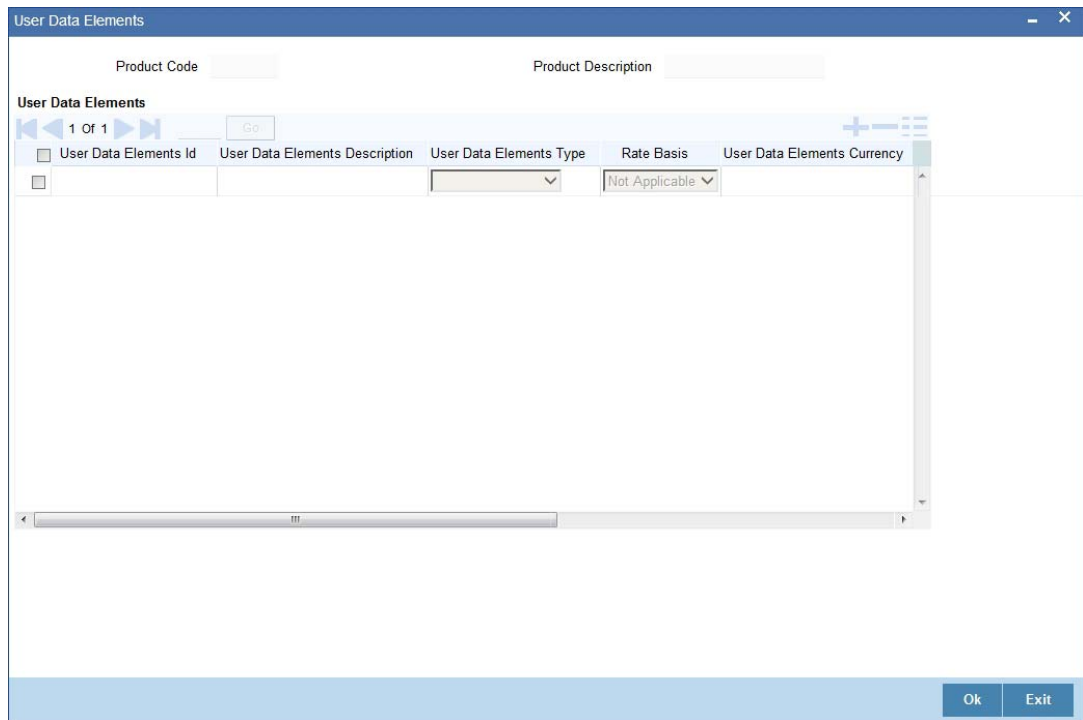 User Data Elements
Product Code Product Description
User Data Elements
1 Of 1 Go
User Data Elements Id User Data Elements Description User Data Elements Type Rate Basis User Data Elements Currency
Not Applicable
Ok Exit